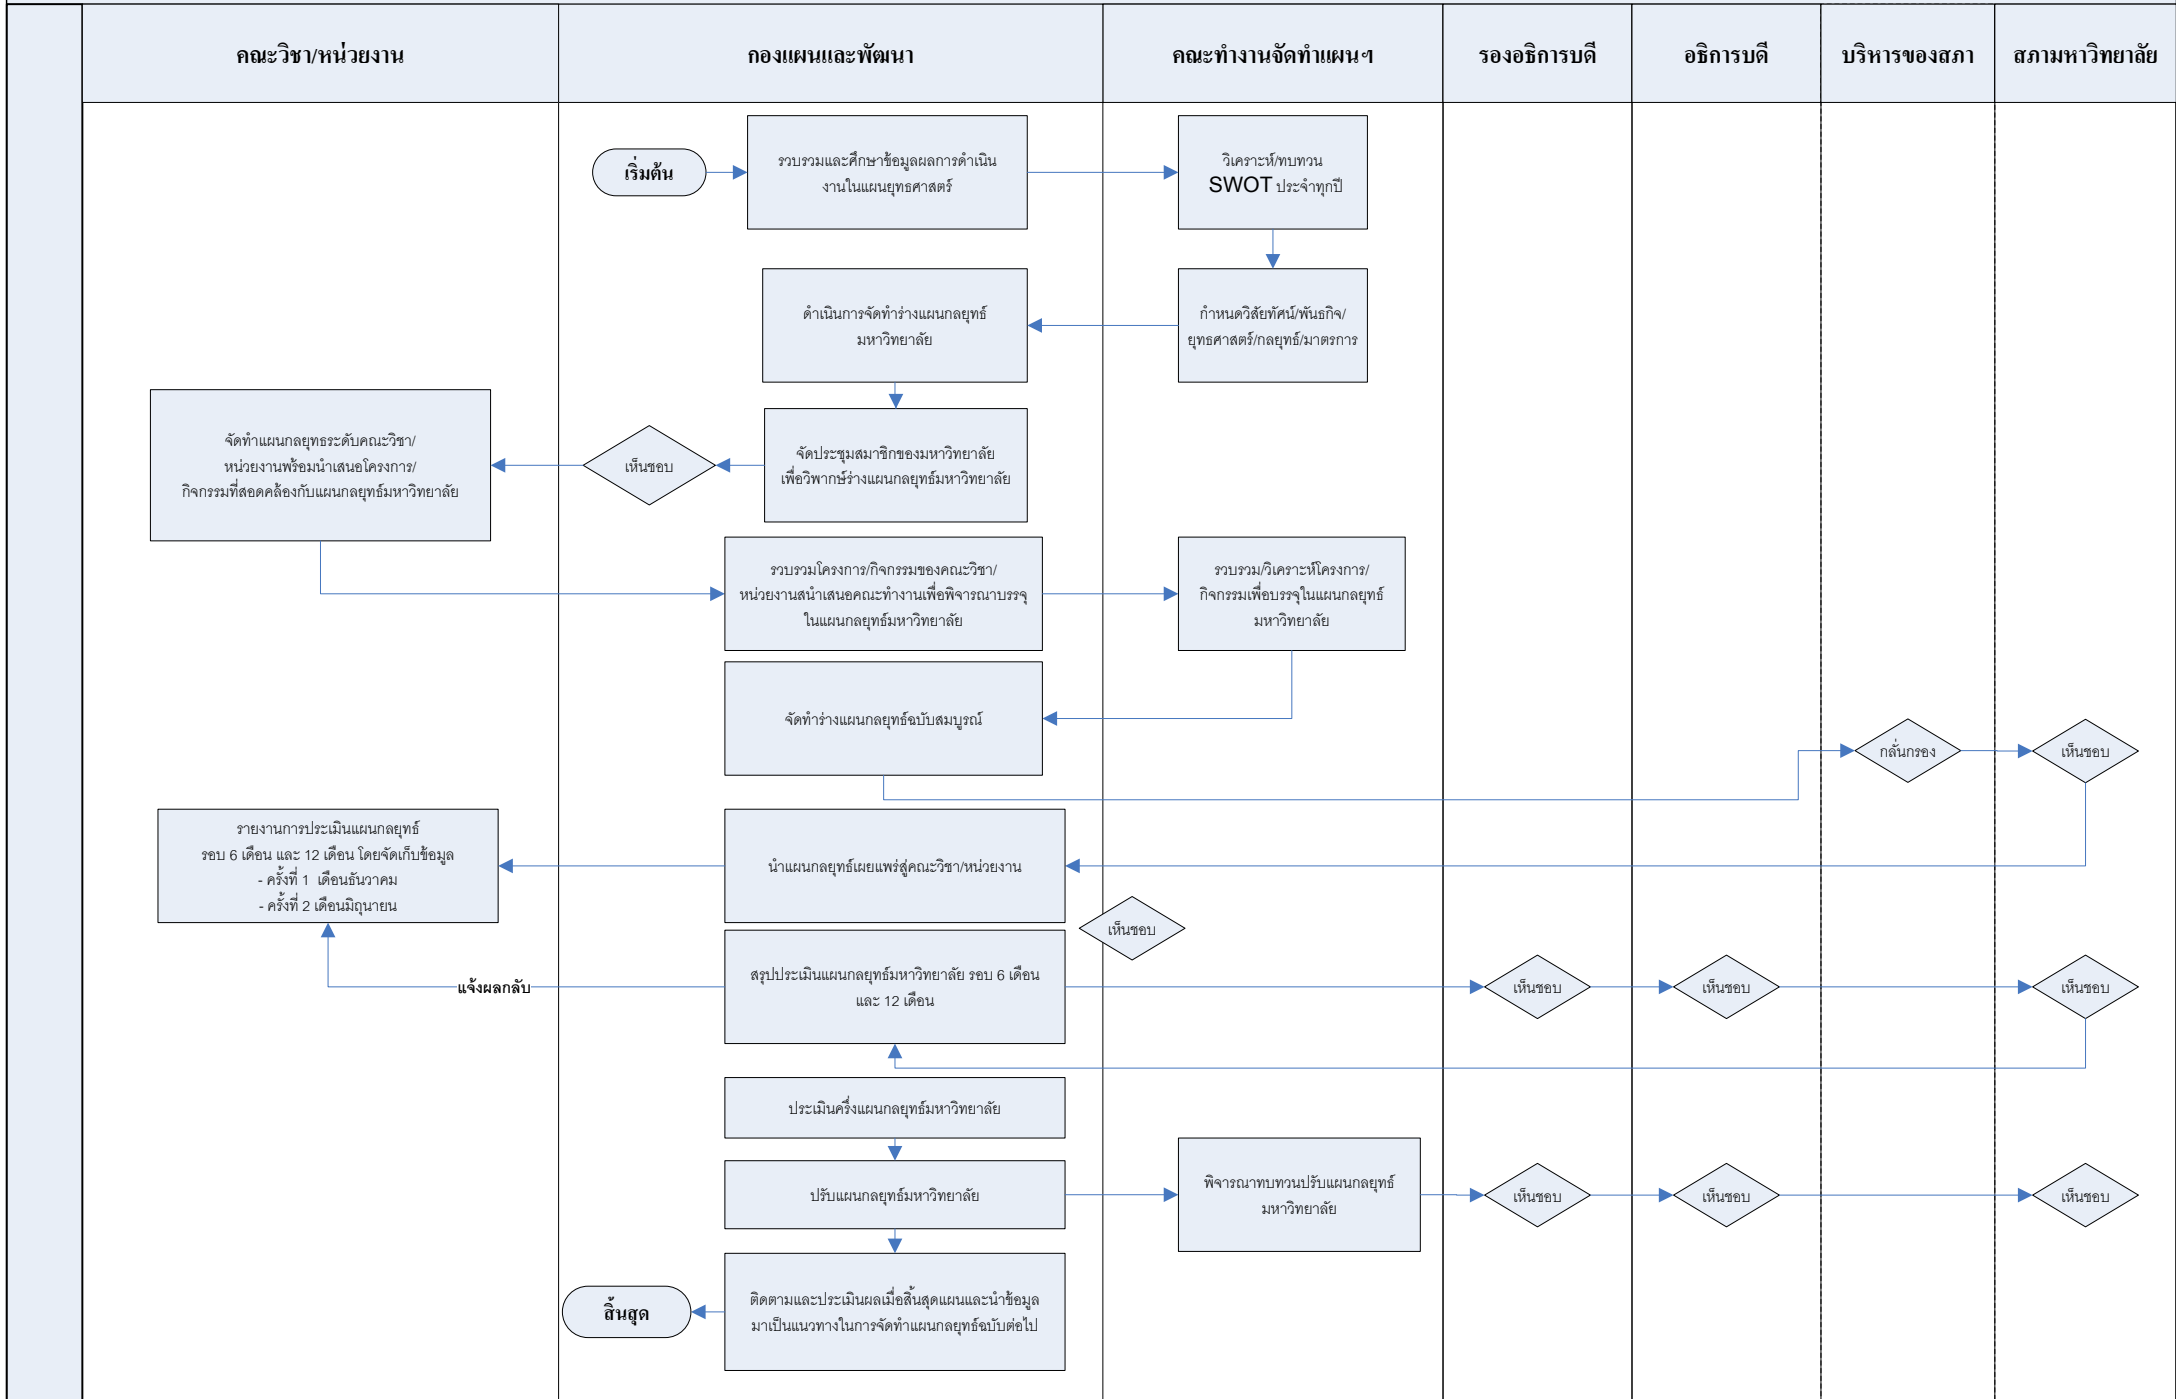 คณะวิชา/หน่วยงาน
กองแผนและพัฒนา
คณะทำงานจัดทำแผนฯ
รองอธิการบดี
อธิการบดี
บริหารของสภา
สภามหาวิทยาลัย
เริ่มต้น
รวบรวมและศึกษาข้อมูลผลการดำเนิน
งานในแผนยุทธศาสตร์
วิเคราะห์/ทบทวน
SWOT ประจำทุกปี
ดำเนินการจัดทำร่างแผนกลยุทธ์
มหาวิทยาลัย
กำหนดวิสัยทัศน์/พันธกิจ/
ยุทธศาสตร์/กลยุทธ์/มาตรการ
จัดทำแผนกลยุทธระดับคณะวิชา/
หน่วยงานพร้อมนำเสนอโครงการ/
กิจกรรมที่สอดคล้องกับแผนกลยุทธ์มหาวิทยาลัย
เห็นชอบ
จัดประชุมสมาชิกของมหาวิทยาลัย
เพื่อวิพากษ์ร่างแผนกลยุทธ์มหาวิทยาลัย
รวบรวมโครงการ/กิจกรรมของคณะวิชา/
หน่วยงานสนำเสนอคณะทำงานเพื่อพิจารณาบรรจุ
ในแผนกลยุทธ์มหาวิทยาลัย
รวบรวม/วิเคราะห์โครงการ/
กิจกรรมเพื่อบรรจุในแผนกลยุทธ์
มหาวิทยาลัย
จัดทำร่างแผนกลยุทธ์ฉบับสมบูรณ์
กลั่นกรอง
เห็นชอบ
รายงานการประเมินแผนกลยุทธ์
รอบ 6 เดือน และ 12 เดือน โดยจัดเก็บข้อมูล
- ครั้งที่ 1 เดือนธันวาคม
- ครั้งที่ 2 เดือนมิถุนายน
นำแผนกลยุทธ์เผยแพร่สู่คณะวิชา/หน่วยงาน
เห็นชอบ
แจ้งผลกลับ
สรุปประเมินแผนกลยุทธ์มหาวิทยาลัย รอบ 6 เดือน
และ 12 เดือน
เห็นชอบ
เห็นชอบ
เห็นชอบ
ประเมินครึ่งแผนกลยุทธ์มหาวิทยาลัย
ปรับแผนกลยุทธ์มหาวิทยาลัย
พิจารณาทบทวนปรับแผนกลยุทธ์
มหาวิทยาลัย
เห็นชอบ
เห็นชอบ
เห็นชอบ
สิ้นสุด
ติดตามและประเมินผลเมื่อสิ้นสุดแผนและนำข้อมูล
มาเป็นแนวทางในการจัดทำแผนกลยุทธ์ฉบับต่อไป